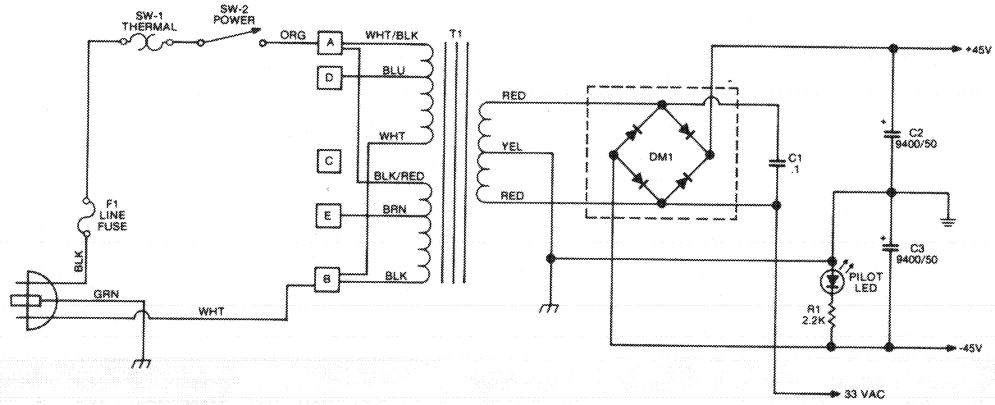 SW-1
THERMAL
SW-2
POWER
ORG
A
WHT/BLK
T1
+45V
D
BLU
RED
+
C2
9400/50
WHT
YEL
DM1
C1
.1
C
BLK/RED
F1
LINE
FUSE
E
BRN
RED
+
C3
9400/50
BLK
B
BLK
PILOT
LED
GRN
WHT
R1
2.2K
-45V
33 VAC